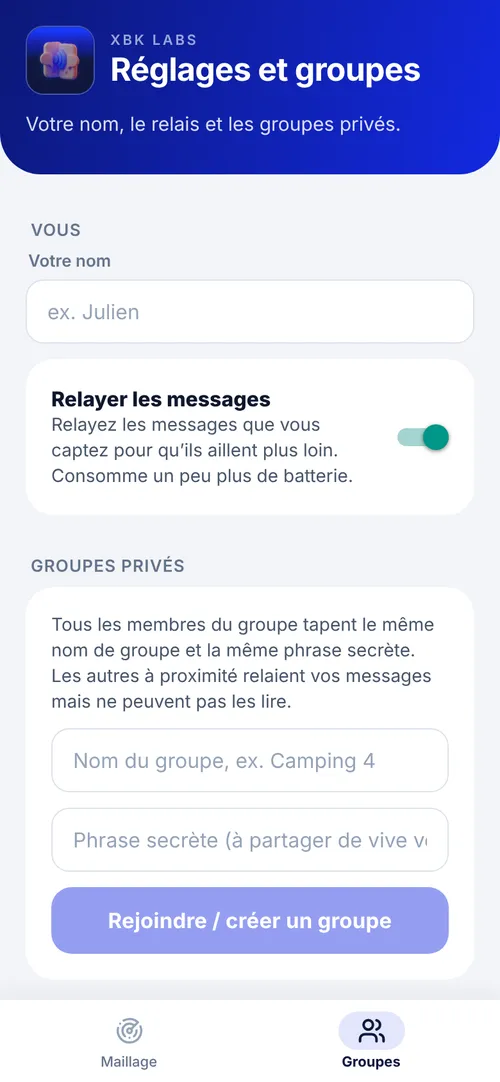 XBK LABS
Réglages et groupes
Votre nom, le relais et les groupes privés.
VOUS
Votre nom
ex. Julien
Relayer les messages
Relayez les messages que vous
captez pour qu’ils aillent plus loin.
Consomme un peu plus de batterie.
GROUPES PRIVÉS
Tous les membres du groupe tapent le même
nom de groupe et la même phrase secrète.
Les autres à proximité relaient vos messages
mais ne peuvent pas les lire.
Nom du groupe, ex. Camping 4
Phrase secrète (à partager de vive
Rejoindre / créer un groupe
Maillage
Groupes